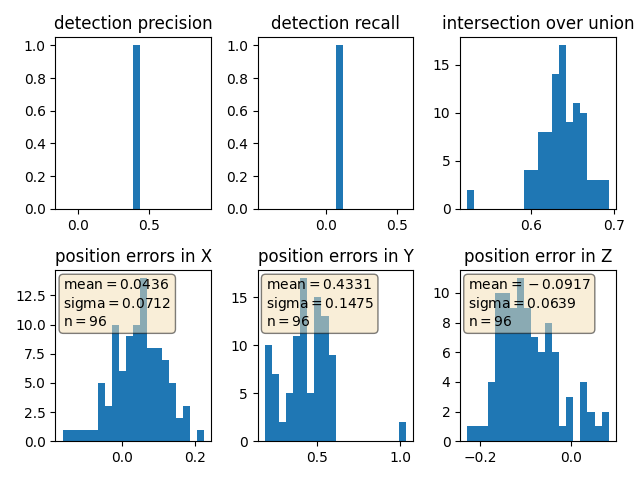 detection precision
detection recall
intersection over union
1.0
0.8
0.6
0.4
0.2
0.0
0.0 0.5
1.0
0.8
0.6
0.4
0.2
0.0
0.0 0.5
15
10
5
0
0.6 0.7
position errors in X
position errors in Y
position error in Z
12.5
10.0
7.5
5.0
2.5
0.0
mean = 0.0436
sigma = 0.0712
n = 96
0.0 0.2
15
10
5
0
mean = 0.4331
sigma = 0.1475
n = 96
0.5 1.0
10
8
6
4
2
0
mean = −0.0917
sigma = 0.0639
n = 96
−0.2 0.0